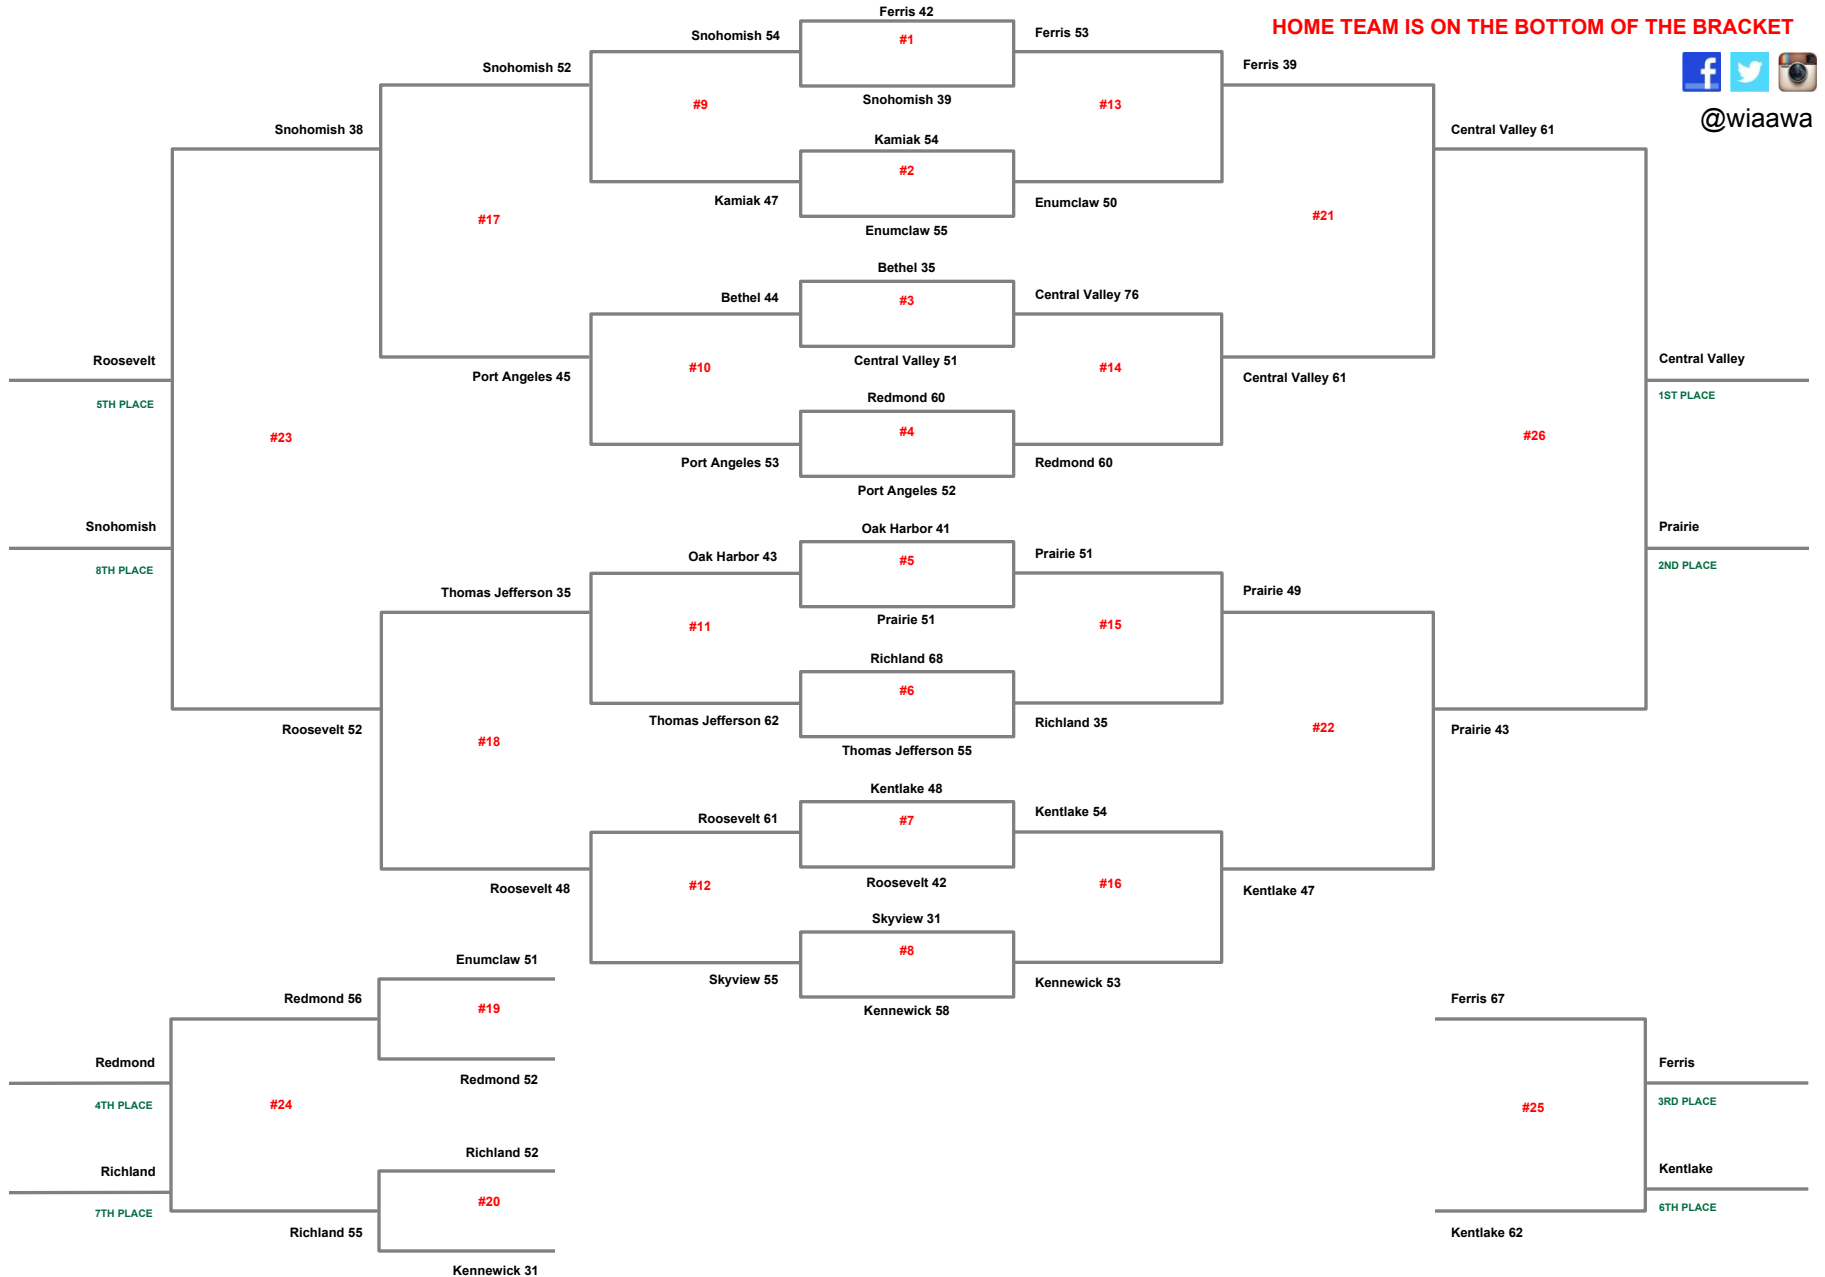 HOME TEAM IS ON THE BOTTOM OF THE BRACKET
@wiaawa
Ferris 42
#1
Snohomish 39
Kamiak 54
#2
Enumclaw 55
Bethel 35
#3
Central Valley 51
Redmond 60
#4
Port Angeles 52
Oak Harbor 41
#5
Prairie 51
Richland 68
#6
Thomas Jefferson 55
Kentlake 48
#7
Roosevelt 42
Skyview 31
#8
Kennewick 58
Snohomish 54
#9
Kamiak 47
Bethel 44
#10
Port Angeles 53
Oak Harbor 43
#11
Thomas Jefferson 62
Roosevelt 61
#12
Skyview 55
Ferris 53
#13
Enumclaw 50
Central Valley 76
#14
Redmond 60
Prairie 51
#15
Richland 35
Kentlake 54
#16
Kennewick 53
Snohomish 52
#17
Port Angeles 45
Thomas Jefferson 35
#18
Roosevelt 48
Enumclaw 51
#19
Redmond 52
Richland 52
#20
Kennewick 31
Ferris 39
#21
Central Valley 61
Prairie 49
#22
Kentlake 47
Snohomish 38
#23
Roosevelt 52
Roosevelt
5TH PLACE
Snohomish
8TH PLACE
Redmond 56
#24
Richland 55
Redmond
4TH PLACE
Richland
7TH PLACE
Ferris 67
#25
Kentlake 62
Ferris
3RD PLACE
Kentlake
6TH PLACE
Central Valley 61
#26
Prairie 43
Central Valley
1ST PLACE
Prairie
2ND PLACE